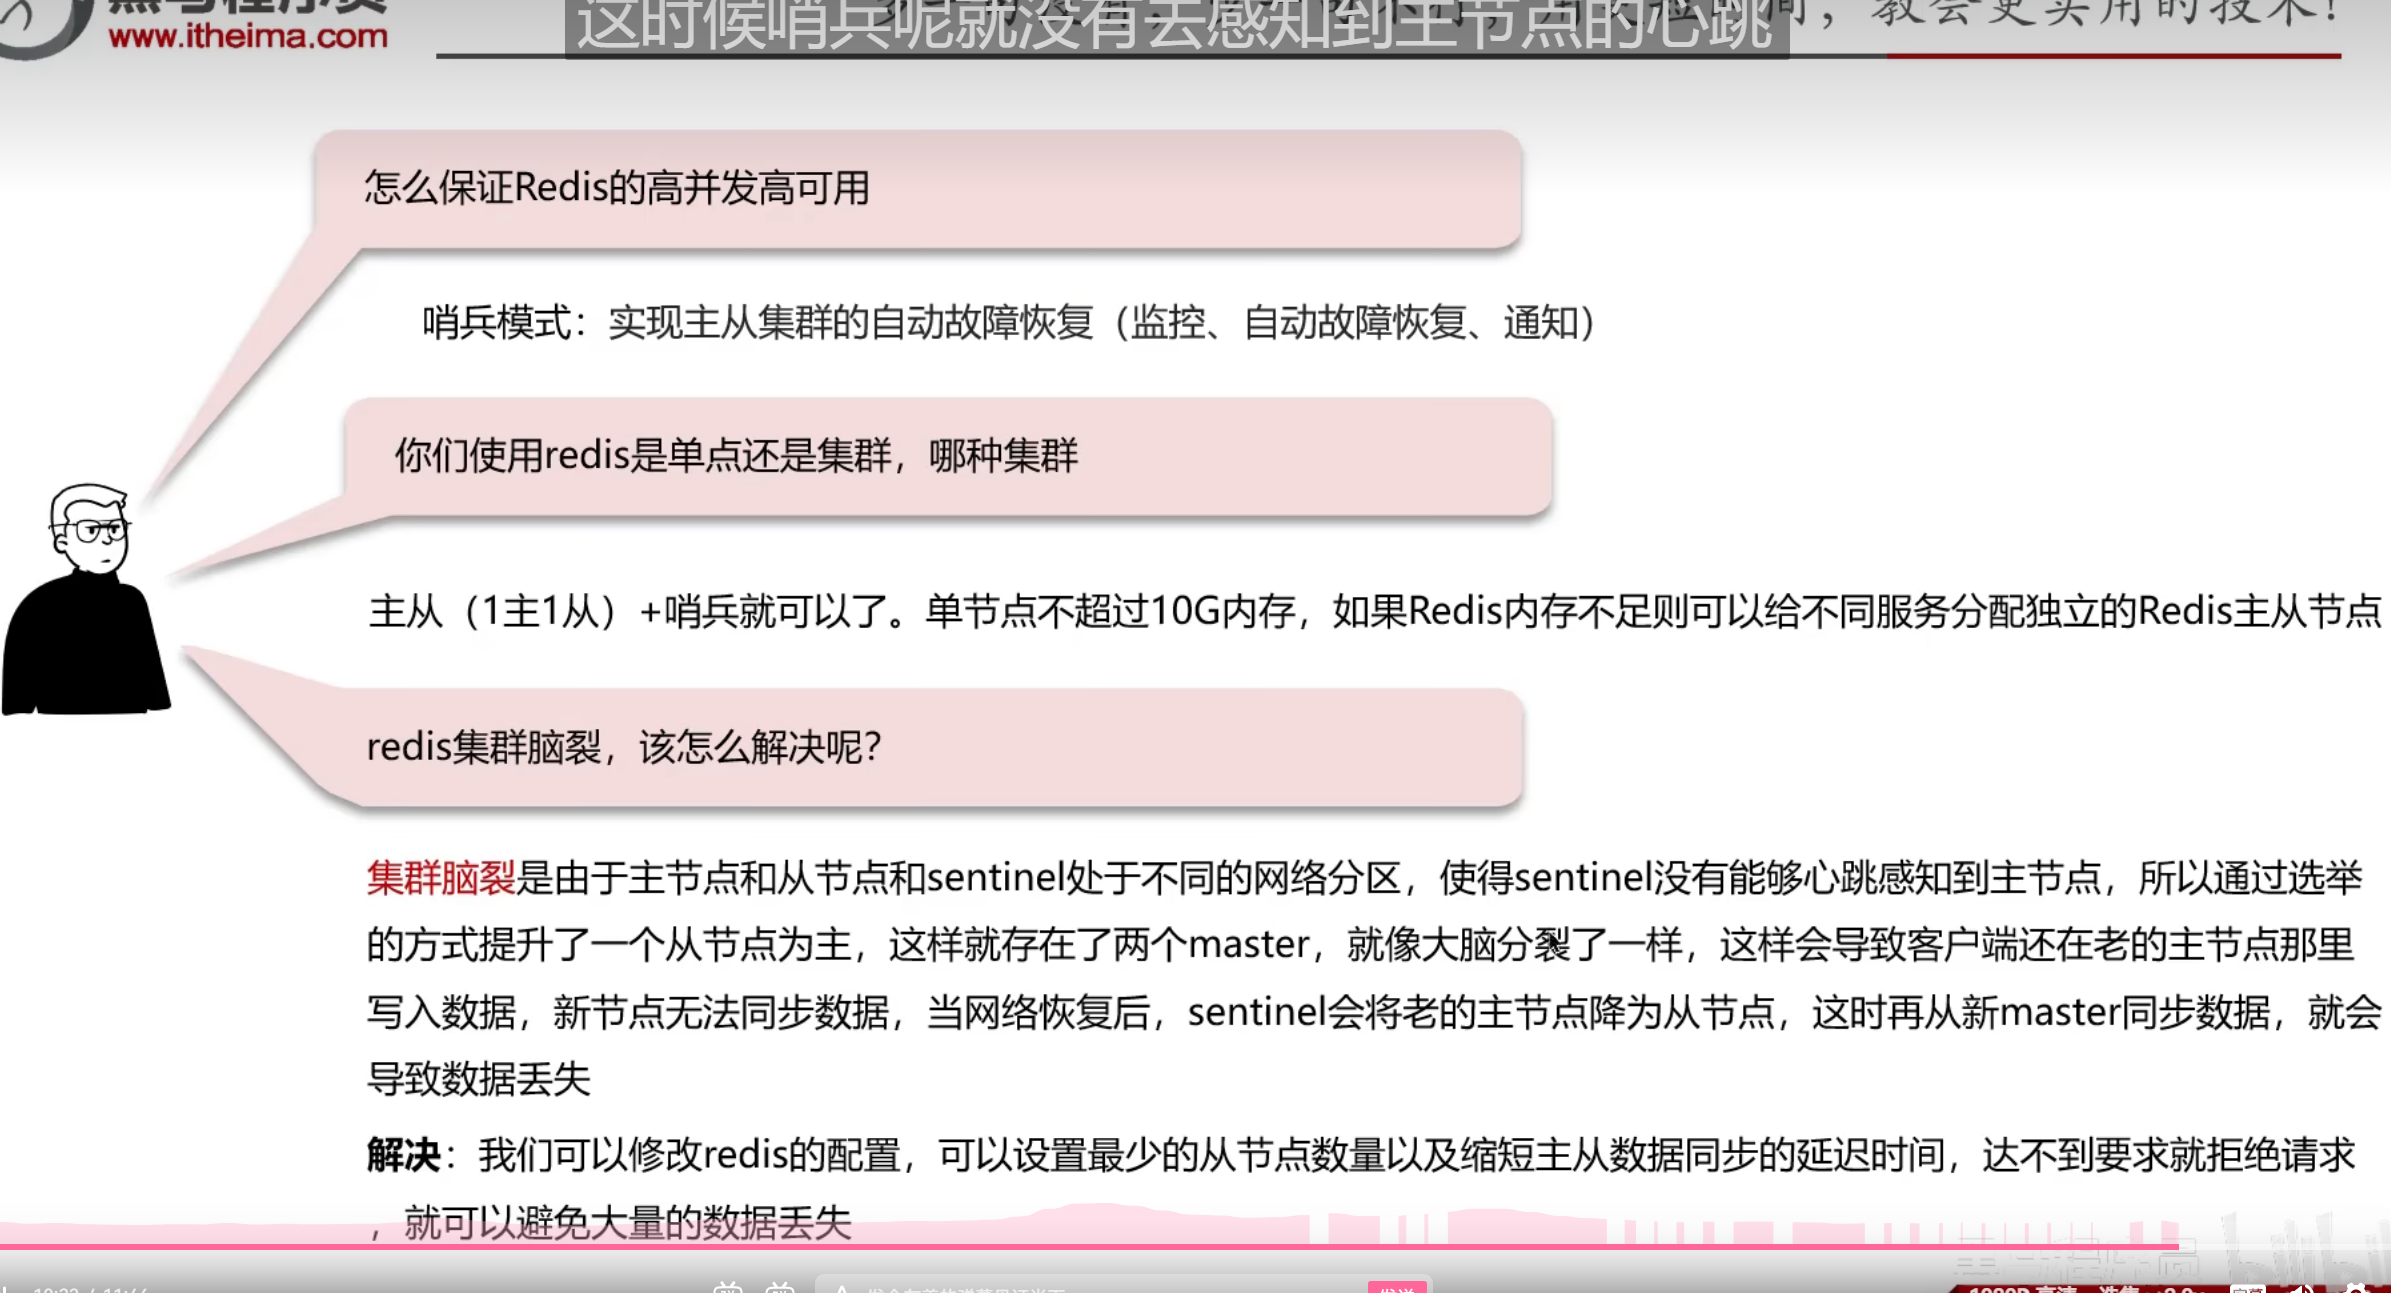 www.itheima.com
这时候哨兵呢就没有去感知到主节点的心跳
，教会更实用的技术！
怎么保证Redis的高并发高可用
哨兵模式：实现主从集群的自动故障恢复（监控、自动故障恢复、通知）
你们使用redis是单点还是集群，哪种集群
主从（1主1从）+哨兵就可以了。单节点不超过10G内存，如果Redis内存不足则可以给不同服务分配独立的Redis主从节点
redis集群脑裂，该怎么解决呢？
集群脑裂是由于主节点和从节点和sentinel处于不同的网络分区，使得sentinel没有能够心跳感知到主节点，所以通过选举
的方式提升了一个从节点为主，这样就存在了两个master，就像大脑分裂了一样，这样会导致客户端还在老的主节点那里
写入数据，新节点无法同步数据，当网络恢复后，sentinel会将老的主节点降为从节点，这时再从新master同步数据，就会
导致数据丢失
解决：我们可以修改redis的配置，可以设置最少的从节点数量以及缩短主从数据同步的延迟时间，达不到要求就拒绝请求
，就可以避免大量的数据丢失